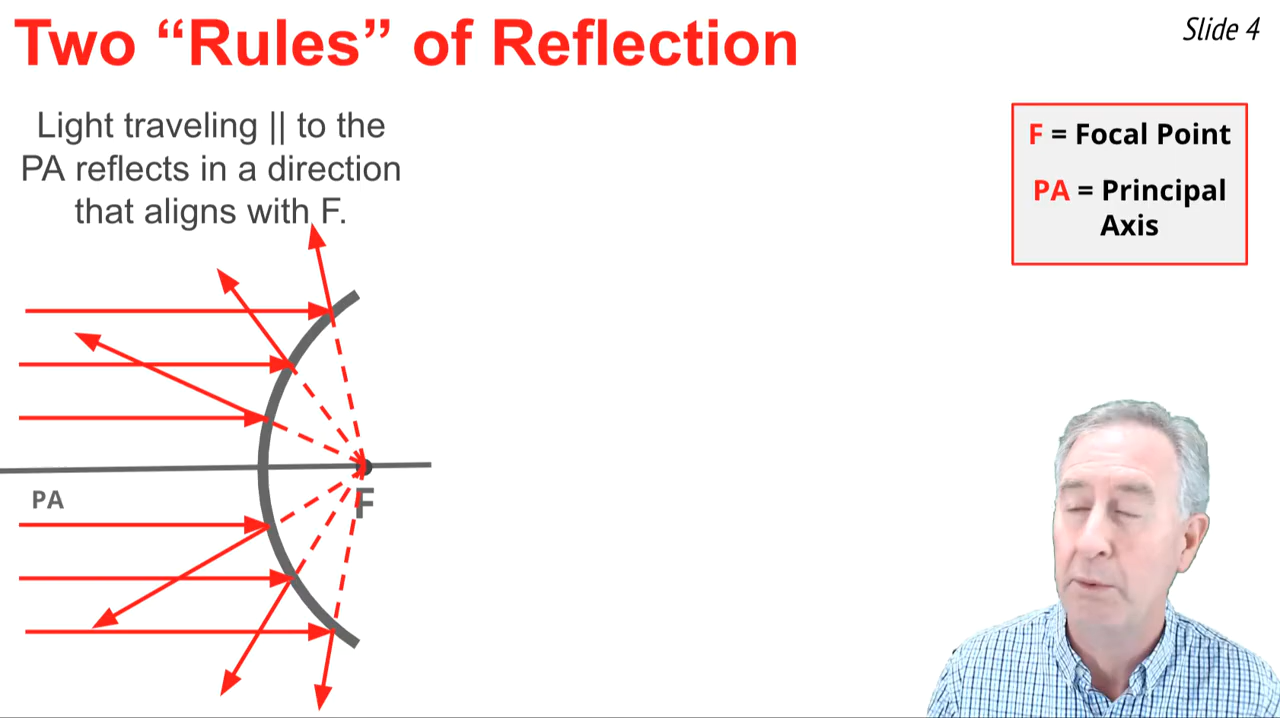 Two “Rules” of Reflection
Slide 4
Light traveling || to the
PA reflects in a direction
that aligns with F.
F = Focal Point
PA = Principal
Axis
PA
F